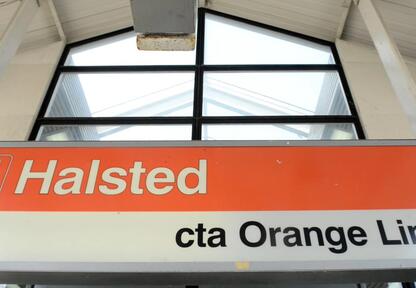 Halsted
cta Orange Lin